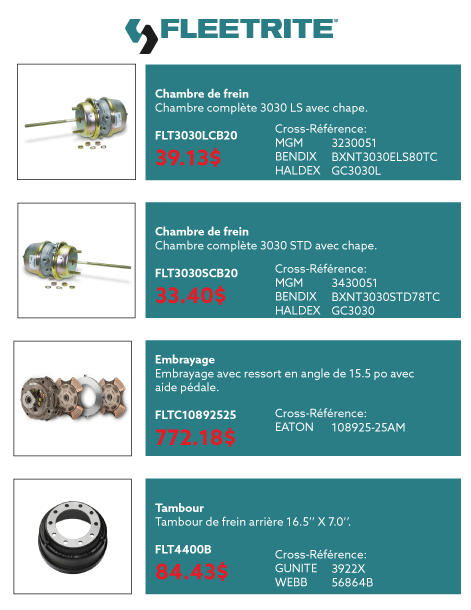 FLEETRITE™
Chambre de frein
Chambre complète 3030 LS avec chape.
FLT3030LCB20
39.13$
Cross-Référence:
MGM 3230051
BENDIX BXNT3030ELS80TC
HALDEX GC3030L
Chambre de frein
Chambre complète 3030 STD avec chape.
FLT3030SCB20
33.40$
Cross-Référence:
MGM 3430051
BENDIX BXNT3030STD78TC
HALDEX GC3030
Embrayage
Embrayage avec ressort en angle de 15.5 po avec
aide pédale.
FLTC10892525
772.18$
Cross-Référence:
EATON 108925-25AM
Tambour
Tambour de frein arrière 16.5’’ X 7.0’’.
FLT4400B
84.43$
Cross-Référence:
GUNITE 3922X
WEBB 56864B